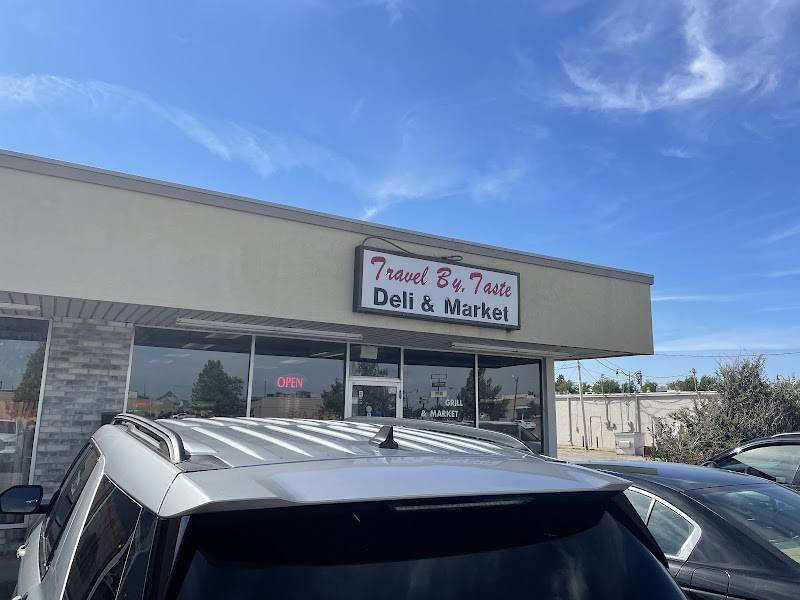 Travel By, Taste
Deli & Market
OPEN
GRILL
& MARKET